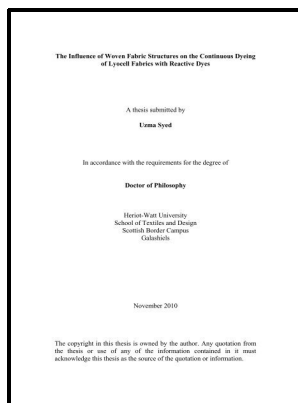 The Influence of Woven Fabric Structures on the Continuous Dyeing
of Lyocell Fabrics with Reactive Dyes
A thesis submitted by
Uzma Syed
In accordance with the requirements for the degree of
Doctor of Philosophy
Heriot-Watt University
School of Textiles and Design
Scottish Border Campus
Galashiels
November 2010
The copyright in this thesis is owned by the author. Any quotation from
the thesis or use of any of the information contained in it must
acknowledge this thesis as the source of the quotation or information.